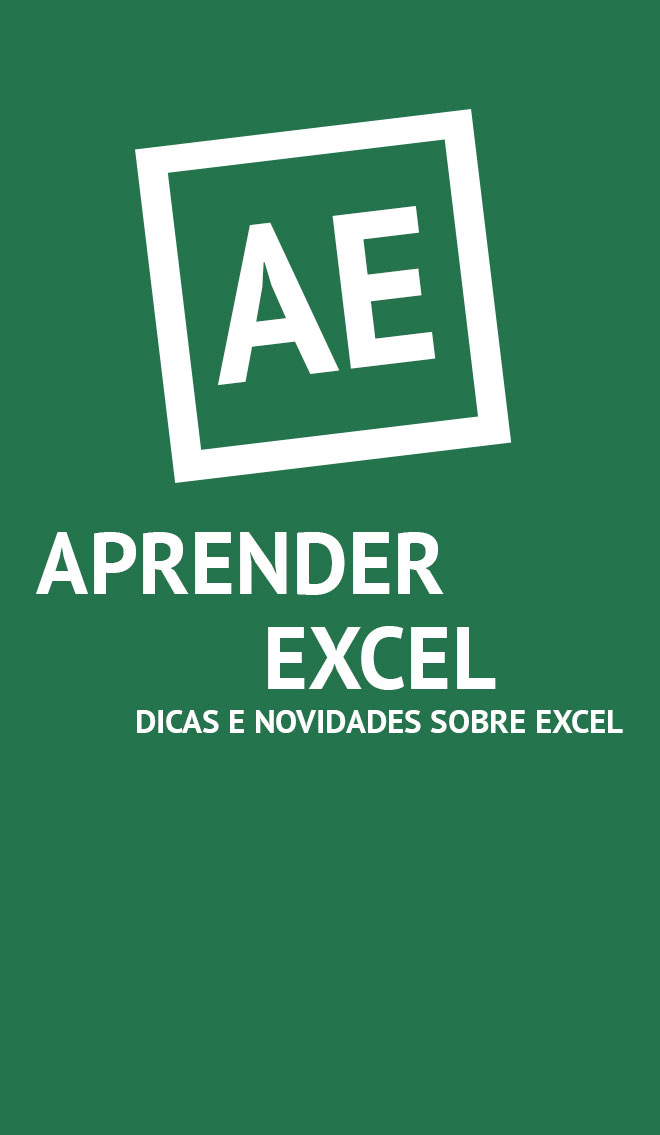 AE
APRENDER
EXCEL
DICAS E NOVIDADES SOBRE EXCEL